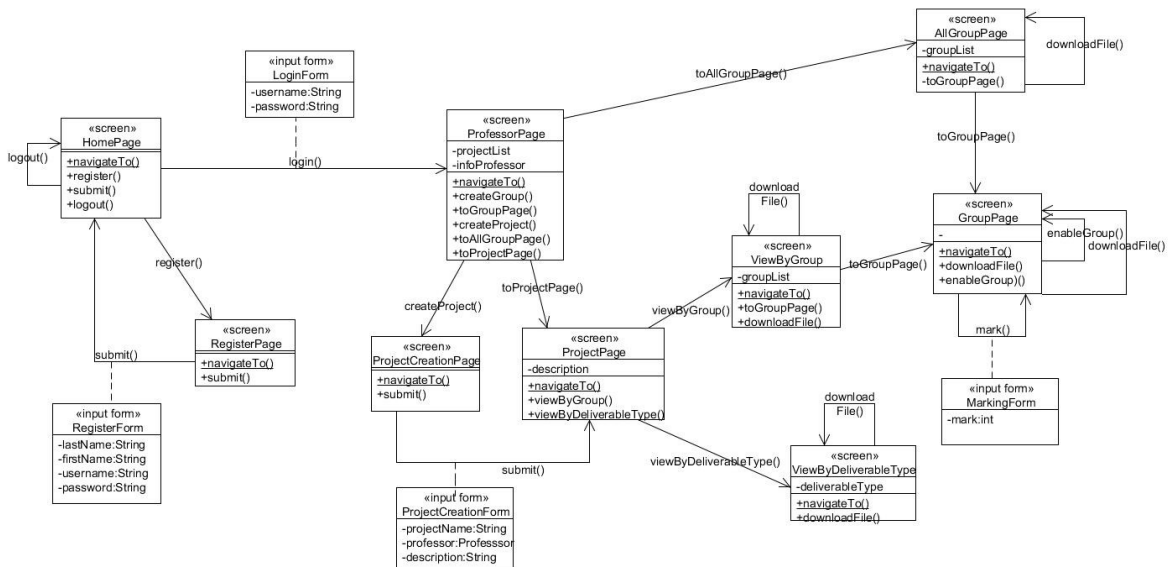 «screen»
AllGroupPage
-groupList
+navigateTo()
-toGroupPage()
downloadFile()
«input form»
LoginForm
-username:String
-password:String
toAllGroupPage()
«screen»
HomePage
+navigateTo()
+register()
+submit()
+logout()
logout()
login()
«screen»
ProfessorPage
-projectList
-infoProfessor
+navigateTo()
+createGroup()
+toGroupPage()
+createProject()
+toAllGroupPage()
+toProjectPage()
toGroupPage()
«screen»
GroupPage
-
+navigateTo()
+downloadFile()
+enableGroup)()
enableGroup()
downloadFile()
download
File()
«screen»
ViewByGroup
-groupList
+navigateTo()
+toGroupPage()
+downloadFile()
toGroupPage()
register()
createProject()
toProjectPage()
viewByGroup()
mark()
«screen»
RegisterPage
+navigateTo()
+submit()
submit()
«screen»
ProjectCreationPage
+navigateTo()
+submit()
«screen»
ProjectPage
-description
+navigateTo()
+viewByGroup()
+viewByDeliverableType()
«input form»
MarkingForm
-mark:int
«input form»
RegisterForm
-lastName:String
-firstName:String
-username:String
-password:String
download
File()
submit()
viewByDeliverableType()
«screen»
ViewByDeliverableType
-deliverableType
+navigateTo()
+downloadFile()
«input form»
ProjectCreationForm
-projectName:String
-professor:Professsor
-description:String